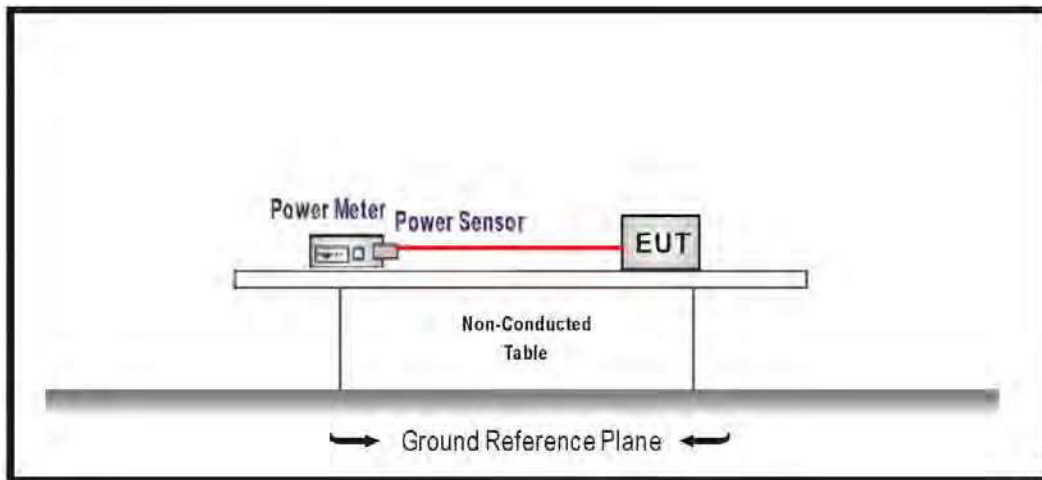 Power Meter
Power Sensor
EUT
Non-Conducted
Table
Ground Reference Plane